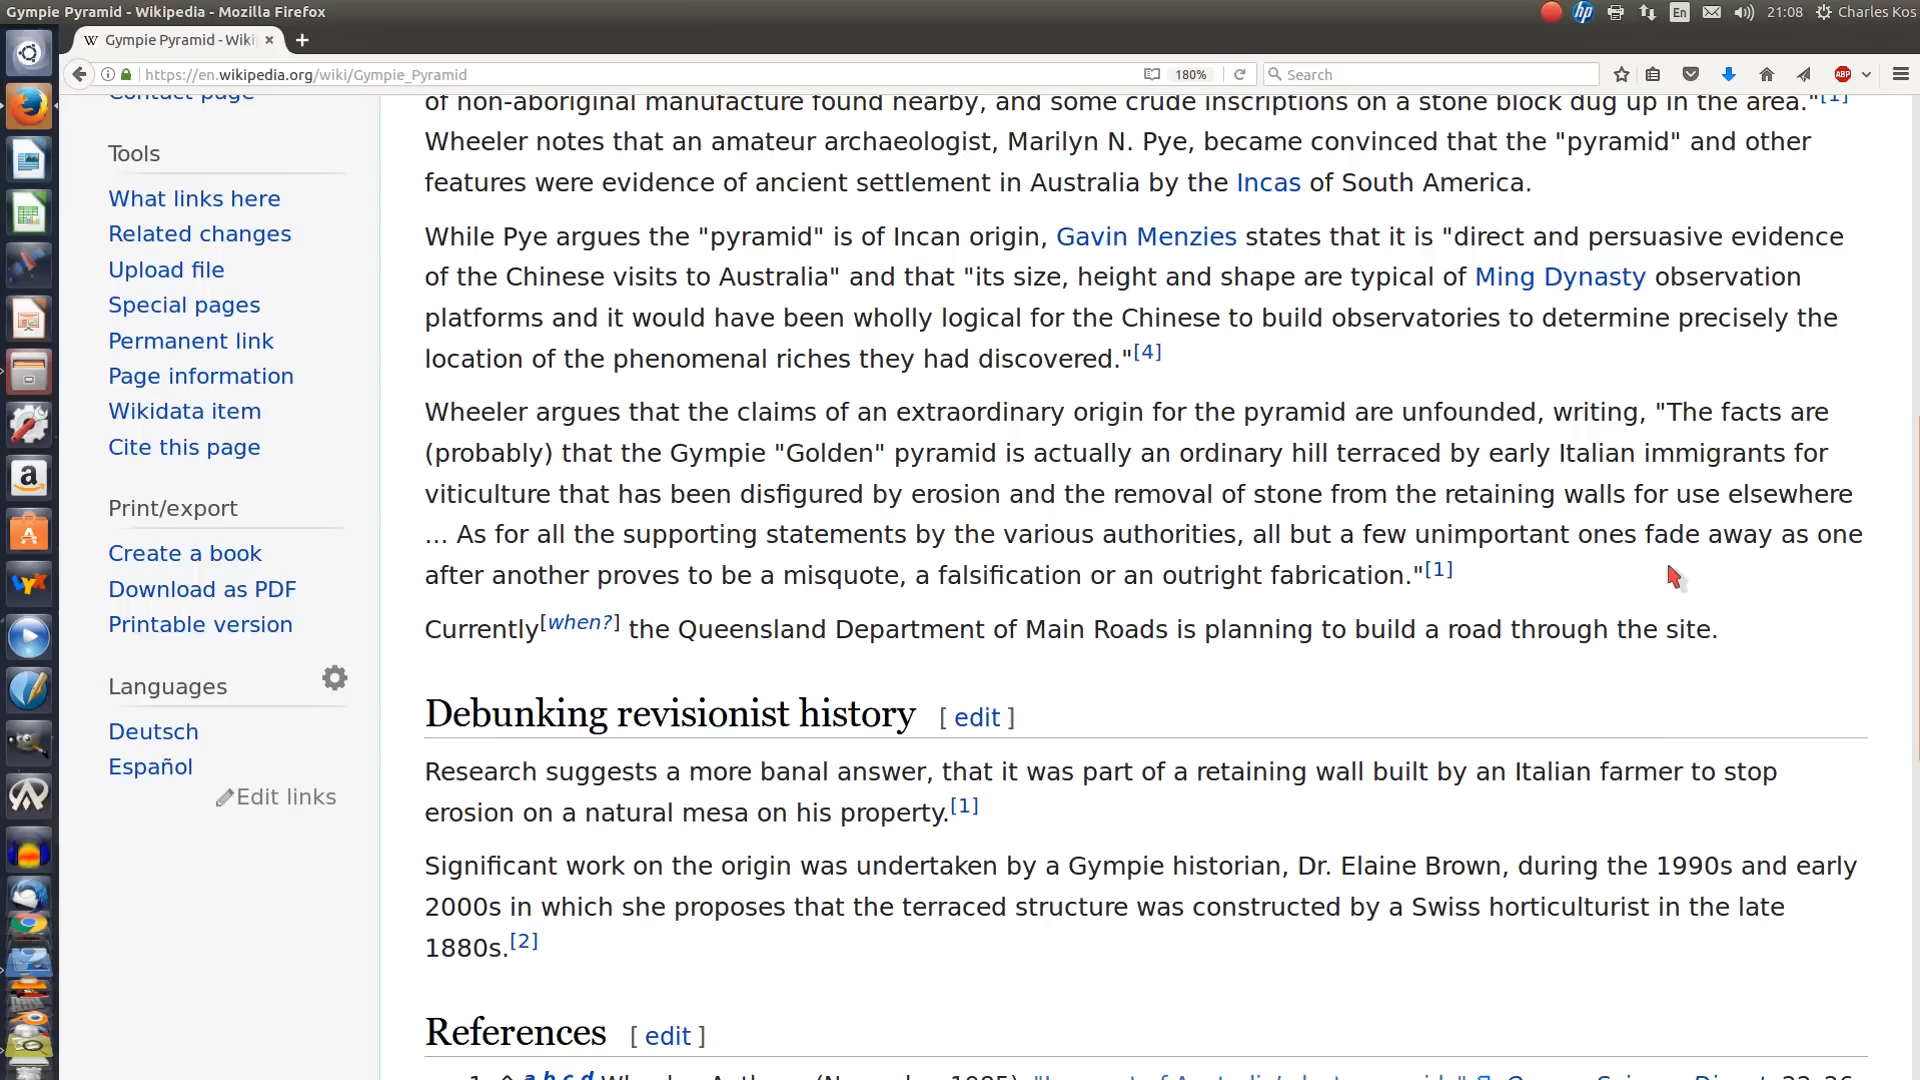 Gympie Pyramid - Wikipedia - Mozilla Firefox
hp
En
21:08
Charles Kos
W Gympie Pyramid - Wiki × +
https://en.wikipedia.org/wiki/Gympie_Pyramid
180%
Search
ABP
Contact page
Tools
What links here
Related changes
Upload file
Special pages
Permanent link
Page information
Wikidata item
Cite this page
Print/export
Create a book
Download as PDF
Printable version
Languages
Deutsch
Español
Edit links
of non-aboriginal manufacture found nearby, and some crude inscriptions on a stone block dug up in the area."[1]
Wheeler notes that an amateur archaeologist, Marilyn N. Pye, became convinced that the "pyramid" and other
features were evidence of ancient settlement in Australia by the Incas of South America.
While Pye argues the "pyramid" is of Incan origin, Gavin Menzies states that it is "direct and persuasive evidence
of the Chinese visits to Australia" and that "its size, height and shape are typical of Ming Dynasty observation
platforms and it would have been wholly logical for the Chinese to build observatories to determine precisely the
location of the phenomenal riches they had discovered."[4]
Wheeler argues that the claims of an extraordinary origin for the pyramid are unfounded, writing, "The facts are
(probably) that the Gympie "Golden" pyramid is actually an ordinary hill terraced by early Italian immigrants for
viticulture that has been disfigured by erosion and the removal of stone from the retaining walls for use elsewhere
... As for all the supporting statements by the various authorities, all but a few unimportant ones fade away as one
after another proves to be a misquote, a falsification or an outright fabrication."[1]
Currently[when?] the Queensland Department of Main Roads is planning to build a road through the site.
Debunking revisionist history [ edit ]
Research suggests a more banal answer, that it was part of a retaining wall built by an Italian farmer to stop
erosion on a natural mesa on his property.[1]
Significant work on the origin was undertaken by a Gympie historian, Dr. Elaine Brown, during the 1990s and early
2000s in which she proposes that the terraced structure was constructed by a Swiss horticulturist in the late
1880s.[2]
References [ edit ]
1. ^ a b c d Wheeler, Anthony (November 1985).